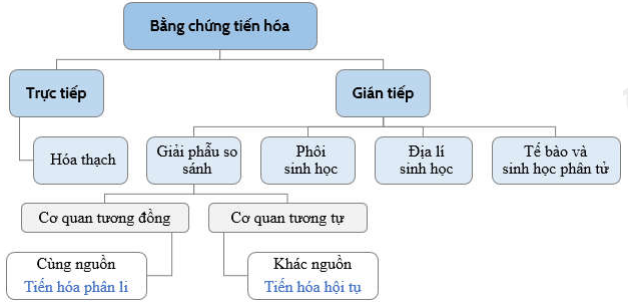 Bằng chứng tiến hóa
Trực tiếp
Gián tiếp
Hóa thạch
Giải phẫu so
sánh
Phôi
sinh học
Địa lí
sinh học
Tế bào và
sinh học phân tử
Cơ quan tương đồng
Cơ quan tương tự
Cùng nguồn
Tiến hóa phân li
Khác nguồn
Tiến hóa hội tụ